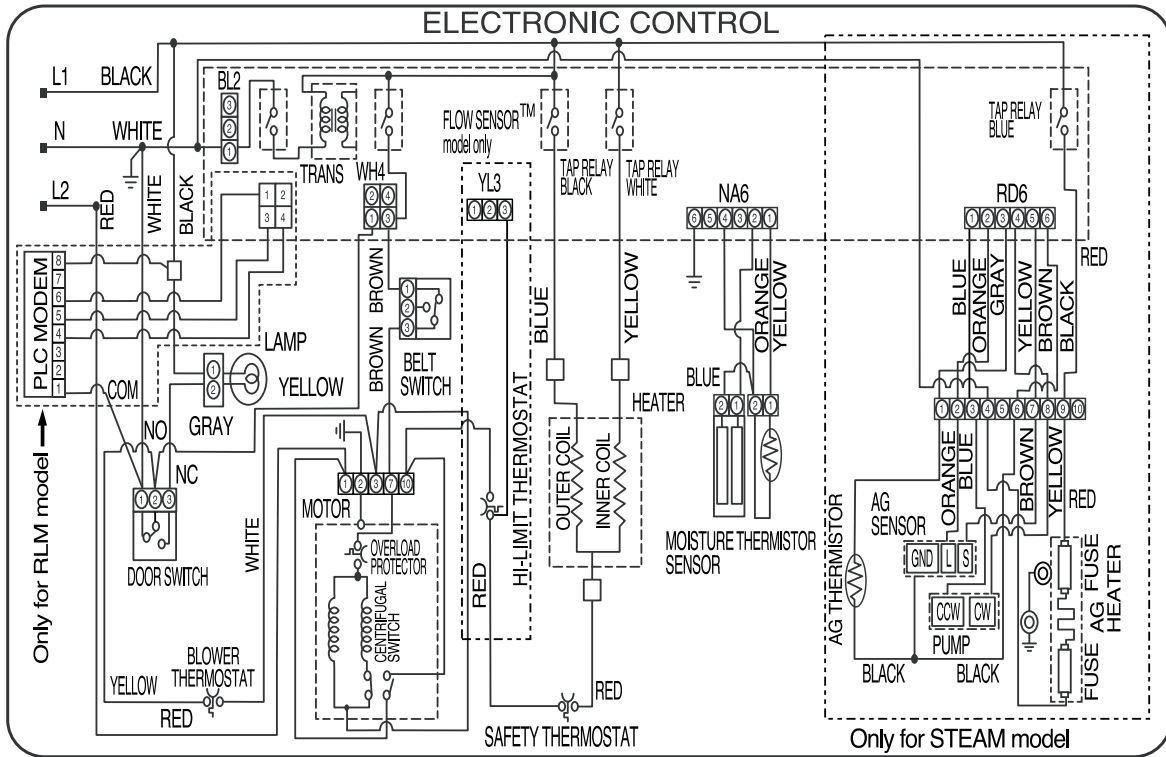 ELECTRONIC CONTROL
L1 BLACK
N WHITE
L2
RED
WHITE
BLACK
BL2
3
2
1
TRANS
WH4
2 4
1 3
FLOW SENSOR™
model only
YL3
1 2 3
TAP RELAY
BLACK
TAP RELAY
WHITE
TAP RELAY
BLUE
NA6
6 5 4 3 2 1
RD6
1 2 3 4 5 6
1 2
3 4
PLC MODEM
8
7
6
5
4
3
2
1
COM
NO
NC
Only for RLM model
LAMP
1
2
GRAY
YELLOW
BROWN
BROWN
1
2
3
BELT
SWITCH
BLUE
YELLOW
ORANGE
YELLOW
BLUE
2 1 2 1
BLUE
ORANGE
GRAY
YELLOW
BROWN
BLACK
RED
1 2 3 4 5 6 7 8 9 10
1 2 3
DOOR SWITCH
WHITE
MOTOR
1 2 3 7 10
OVERLOAD
PROTECTOR
CENTRIFUGAL
SWITCH
RED
HI-LIMIT THERMOSTAT
HEATER
OUTER COIL
INNER COIL
MOISTURE THERMISTOR
SENSOR
AG THERMISTOR
AG
SENSOR
ORANGE
BLUE
BROWN
YELLOW
RED
GND L S
CCW CW
PUMP
BLACK
BLACK
FUSE
FUSE
AG
HEATER
BLOWER
THERMOSTAT
YELLOW
RED
RED
SAFETY THERMOSTAT
Only for STEAM model